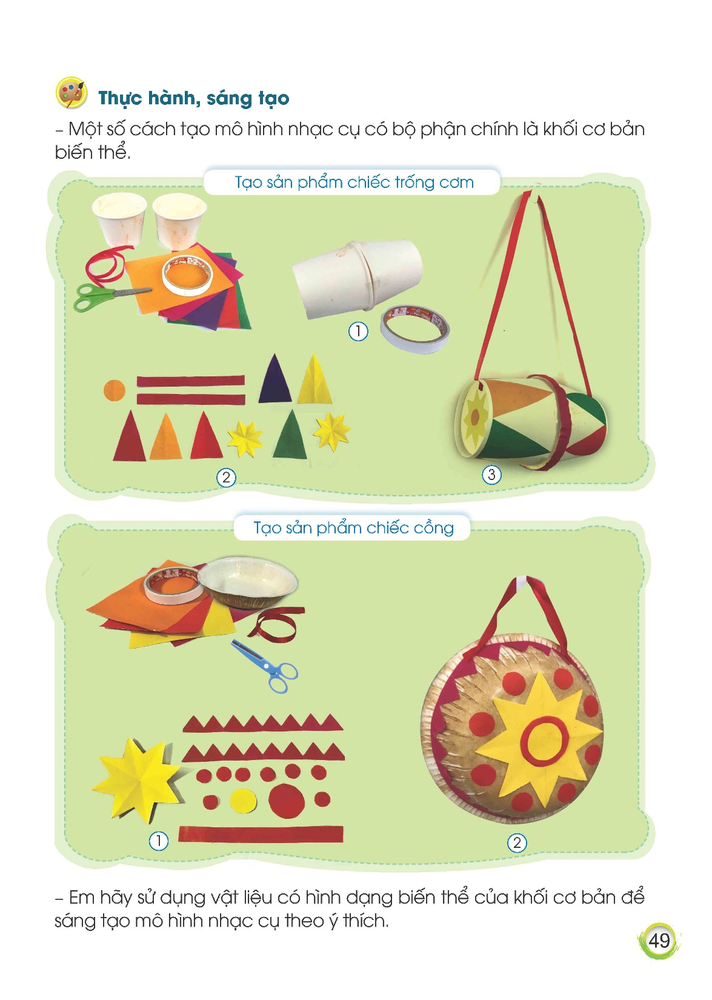 Thực hành, sáng tạo
– Một số cách tạo mô hình nhạc cụ có bộ phận chính là khối cơ bản
biến thể.
Tạo sản phẩm chiếc trống cơm
1
2
3
Tạo sản phẩm chiếc cồng
1
2
– Em hãy sử dụng vật liệu có hình dạng biến thể của khối cơ bản để
sáng tạo mô hình nhạc cụ theo ý thích.
49